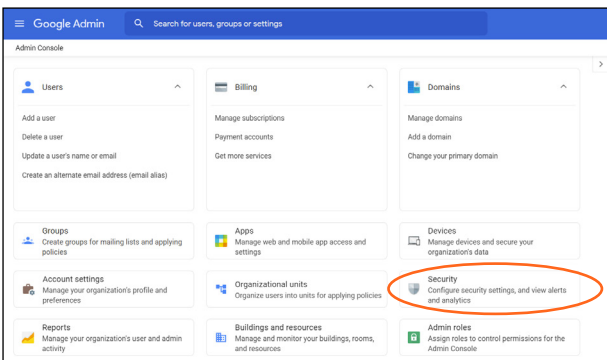 Google Admin
Search for users, groups or settings
Admin Console
Users
Add a user
Delete a user
Update a user's name or email
Create an alternate email address (email alias)
Billing
Manage subscriptions
Payment accounts
Get more services
Domains
Manage domains
Add a domain
Change your primary domain
Groups
Create groups for mailing lists and applying
policies
Apps
Manage web and mobile app access and
settings
Devices
Manage devices and secure your
organization's data
Account settings
Manage your organization's profile and
preferences
Organizational units
Organize users into units for applying policies
Security
Configure security settings, and view alerts
and analytics
Reports
Manage your organization's user and admin
activity
Buildings and resources
Manage and monitor your buildings, rooms,
and resources
Admin roles
Assign roles to control permissions for the
Admin Console